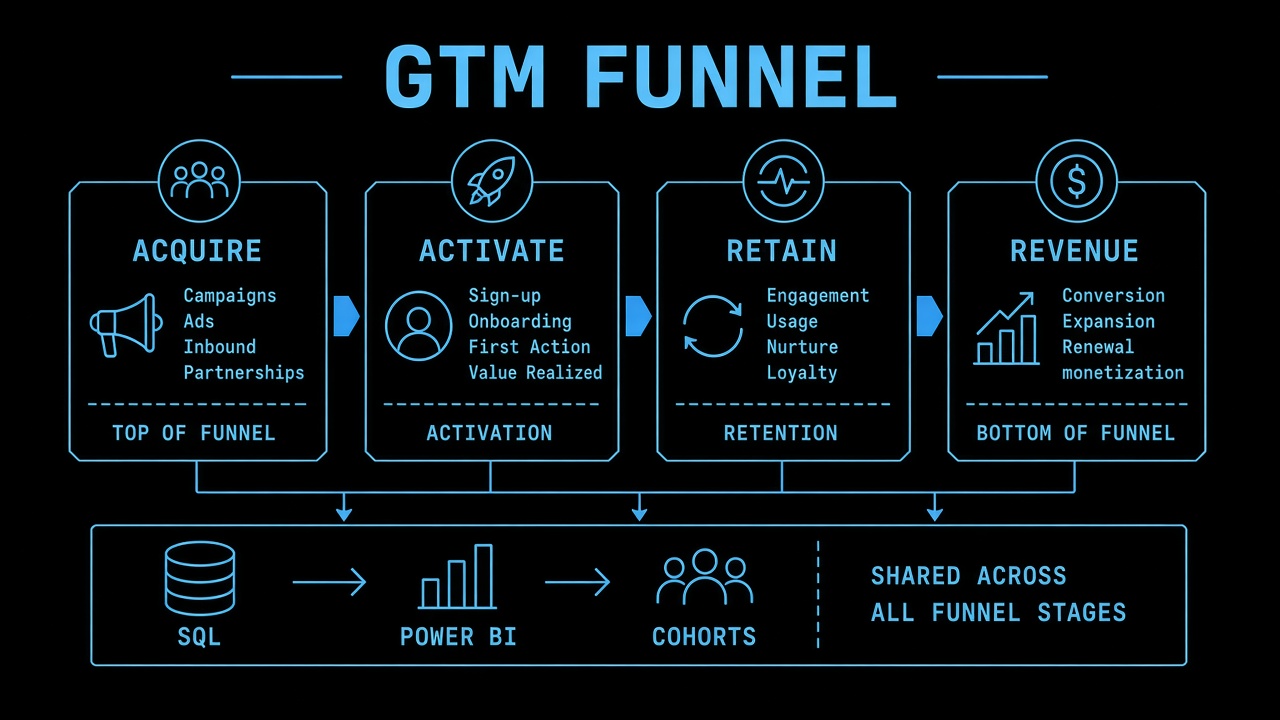 GTM FUNNEL
ACQUIRE
Campaigns
Ads
Inbound
Partnerships
TOP OF FUNNEL
ACTIVATE
Sign-up
Onboarding
First Action
Value Realized
ACTIVATION
RETAIN
Engagement
Usage
Nurture
Loyalty
RETENTION
$
REVENUE
Conversion
Expansion
Renewal
monetization
BOTTOM OF FUNNEL
SQL
POWER BI
COHORTS
SHARED ACROSS
ALL FUNNEL STAGES